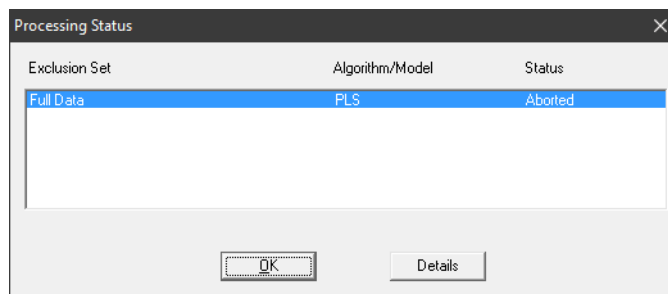 Processing Status
Exclusion Set Algorithm/Model Status
Full Data PLS Aborted
OK Details